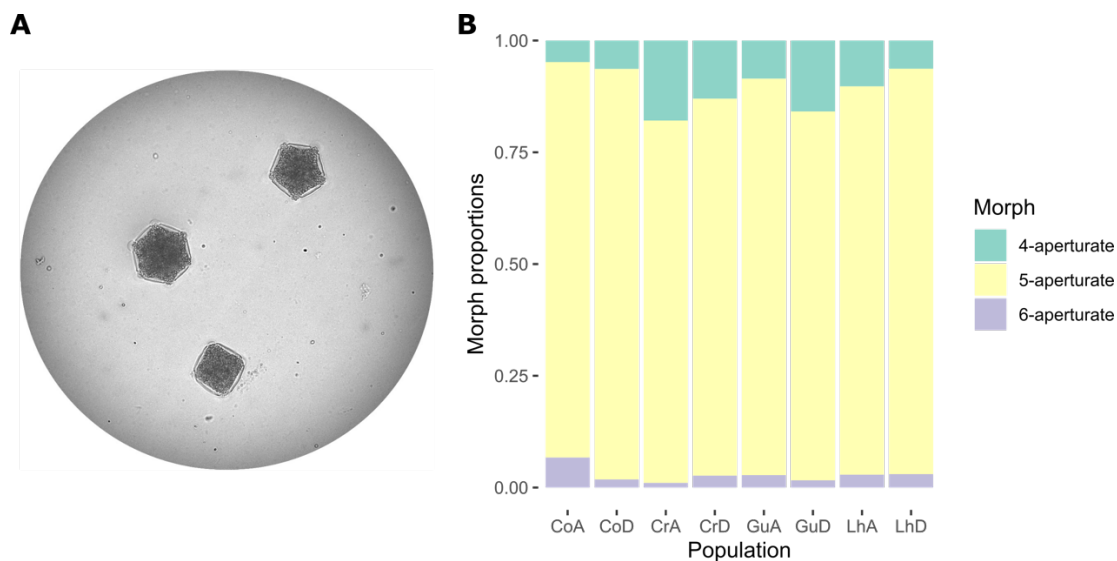 A
B
1.00
0.75
0.50
0.25
0.00
Morph proportions
CoA CoD CrA CrD GuA GuD LhA LhD
Population
Morph
4-aperturate
5-aperturate
6-aperturate